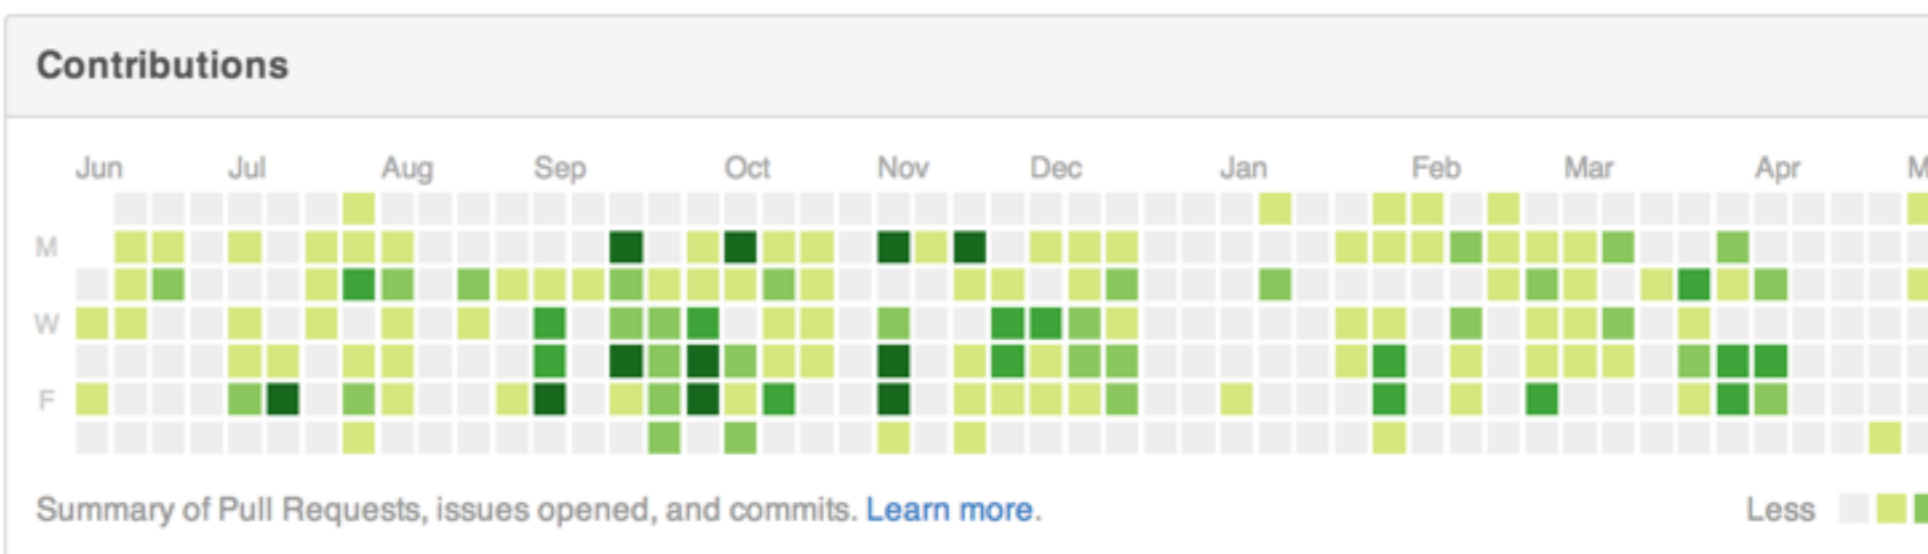 Contributions
Jun Jul Aug Sep Oct Nov Dec Jan Feb Mar Apr M
M
W
F
Summary of Pull Requests, issues opened, and commits. Learn more.
Less